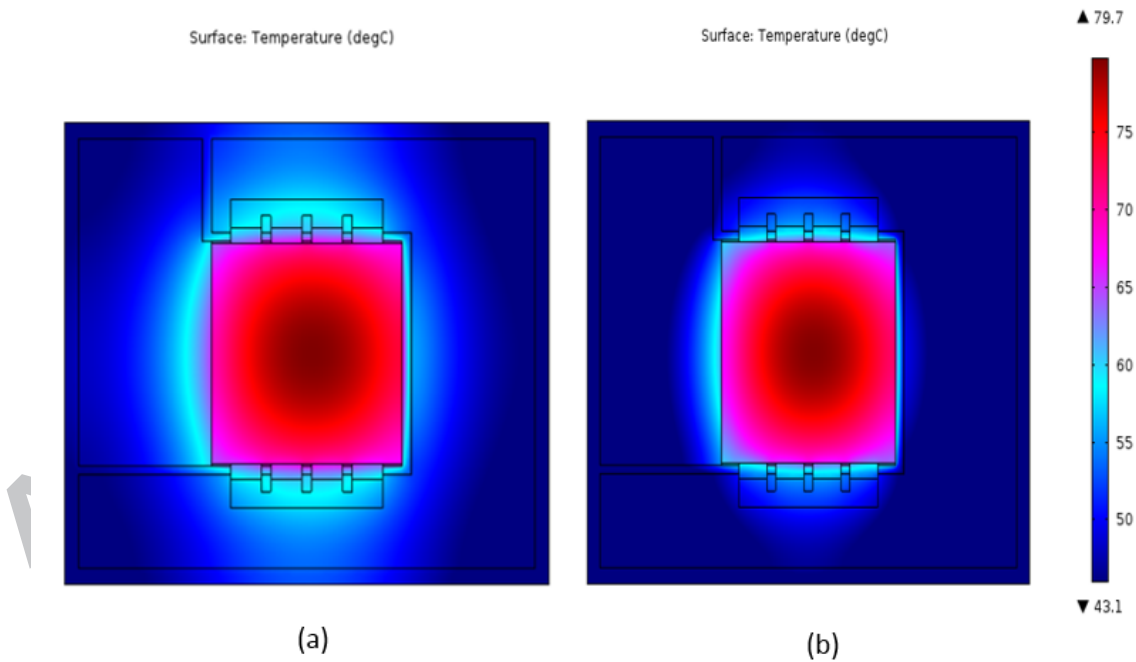 ▲ 79.7
Surface: Temperature (degC)
Surface: Temperature (degC)
75
70
65
60
55
50
▼ 43.1
(a)
(b)